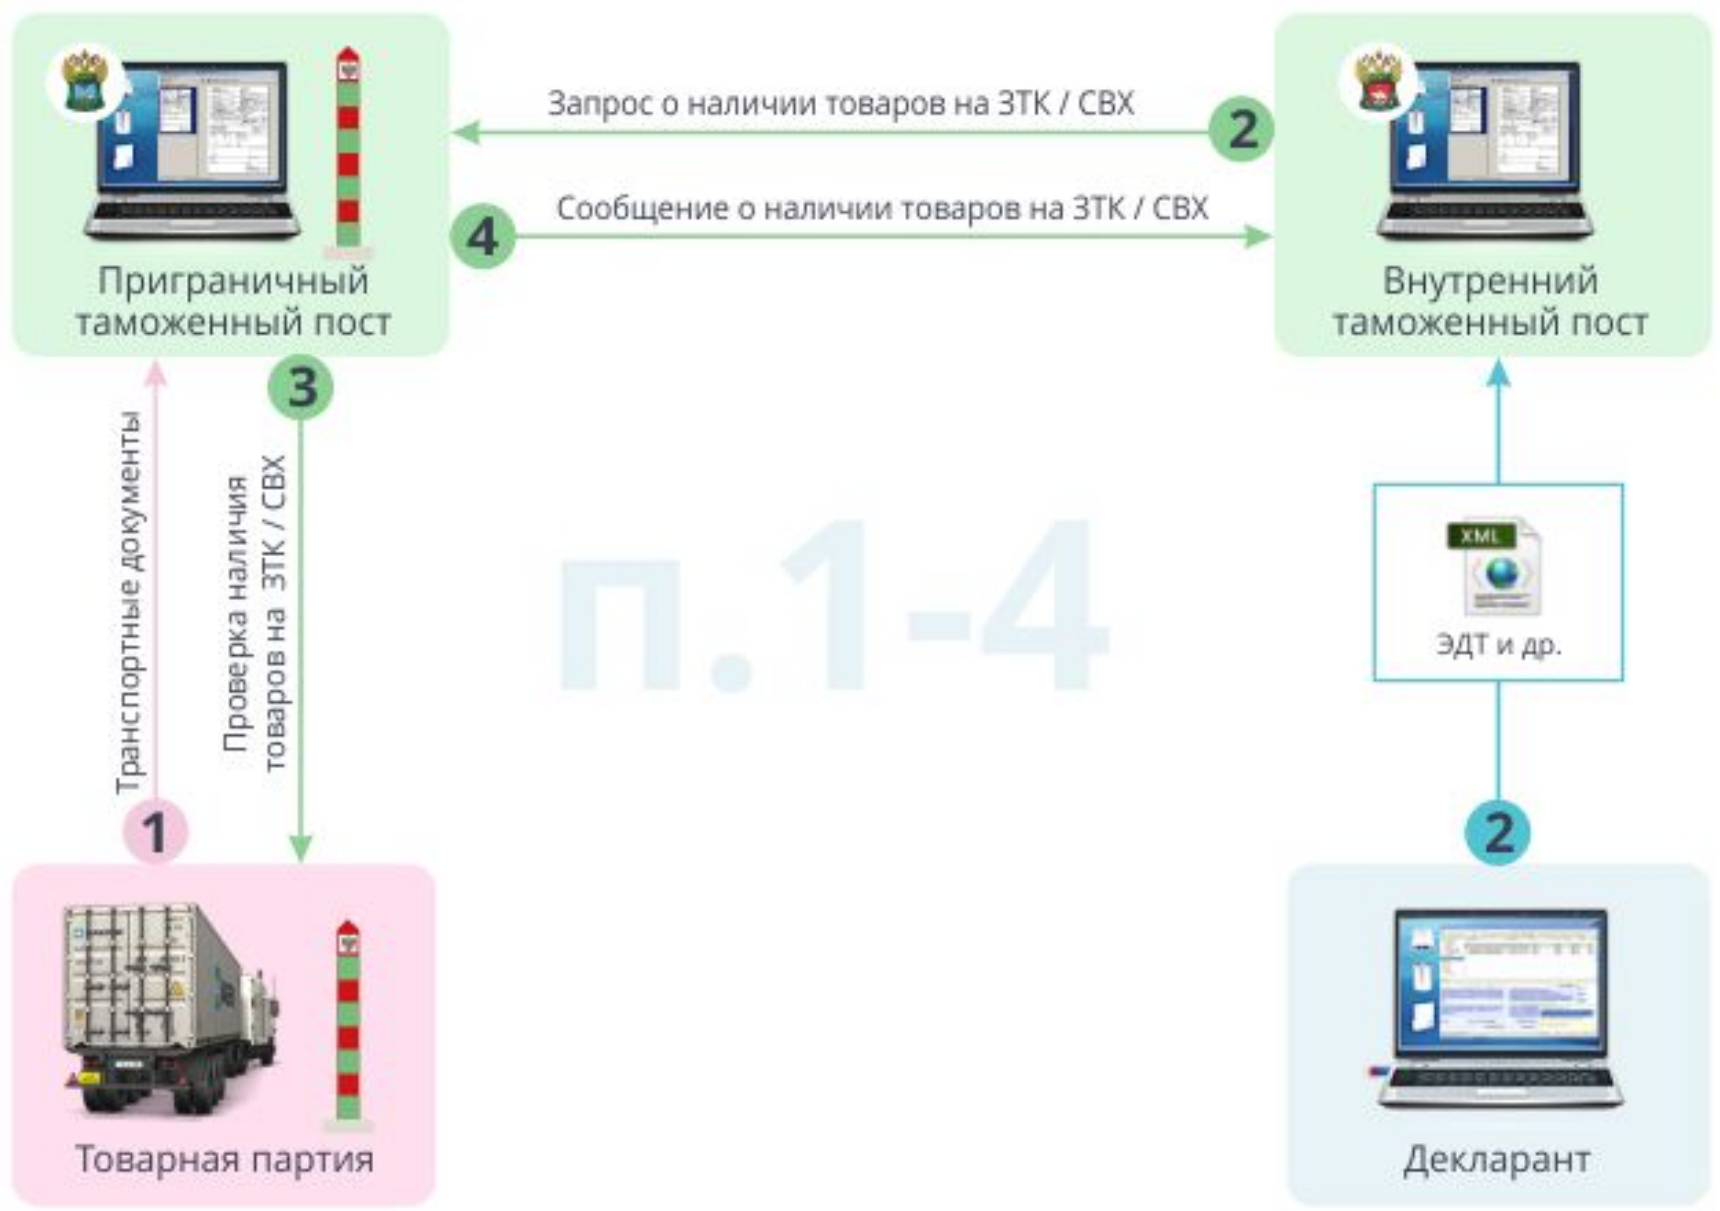 Запрос о наличии товаров на ЗТК / СВХ
2
Сообщение о наличии товаров на ЗТК / СВХ
4
Приграничный
таможенный пост
Внутренний
таможенный пост
3
Транспортные документы
Проверка наличия
товаров на ЗТК / СВХ
п.1-4
XML
ЭДТ и др.
1
2
Товарная партия
Декларант